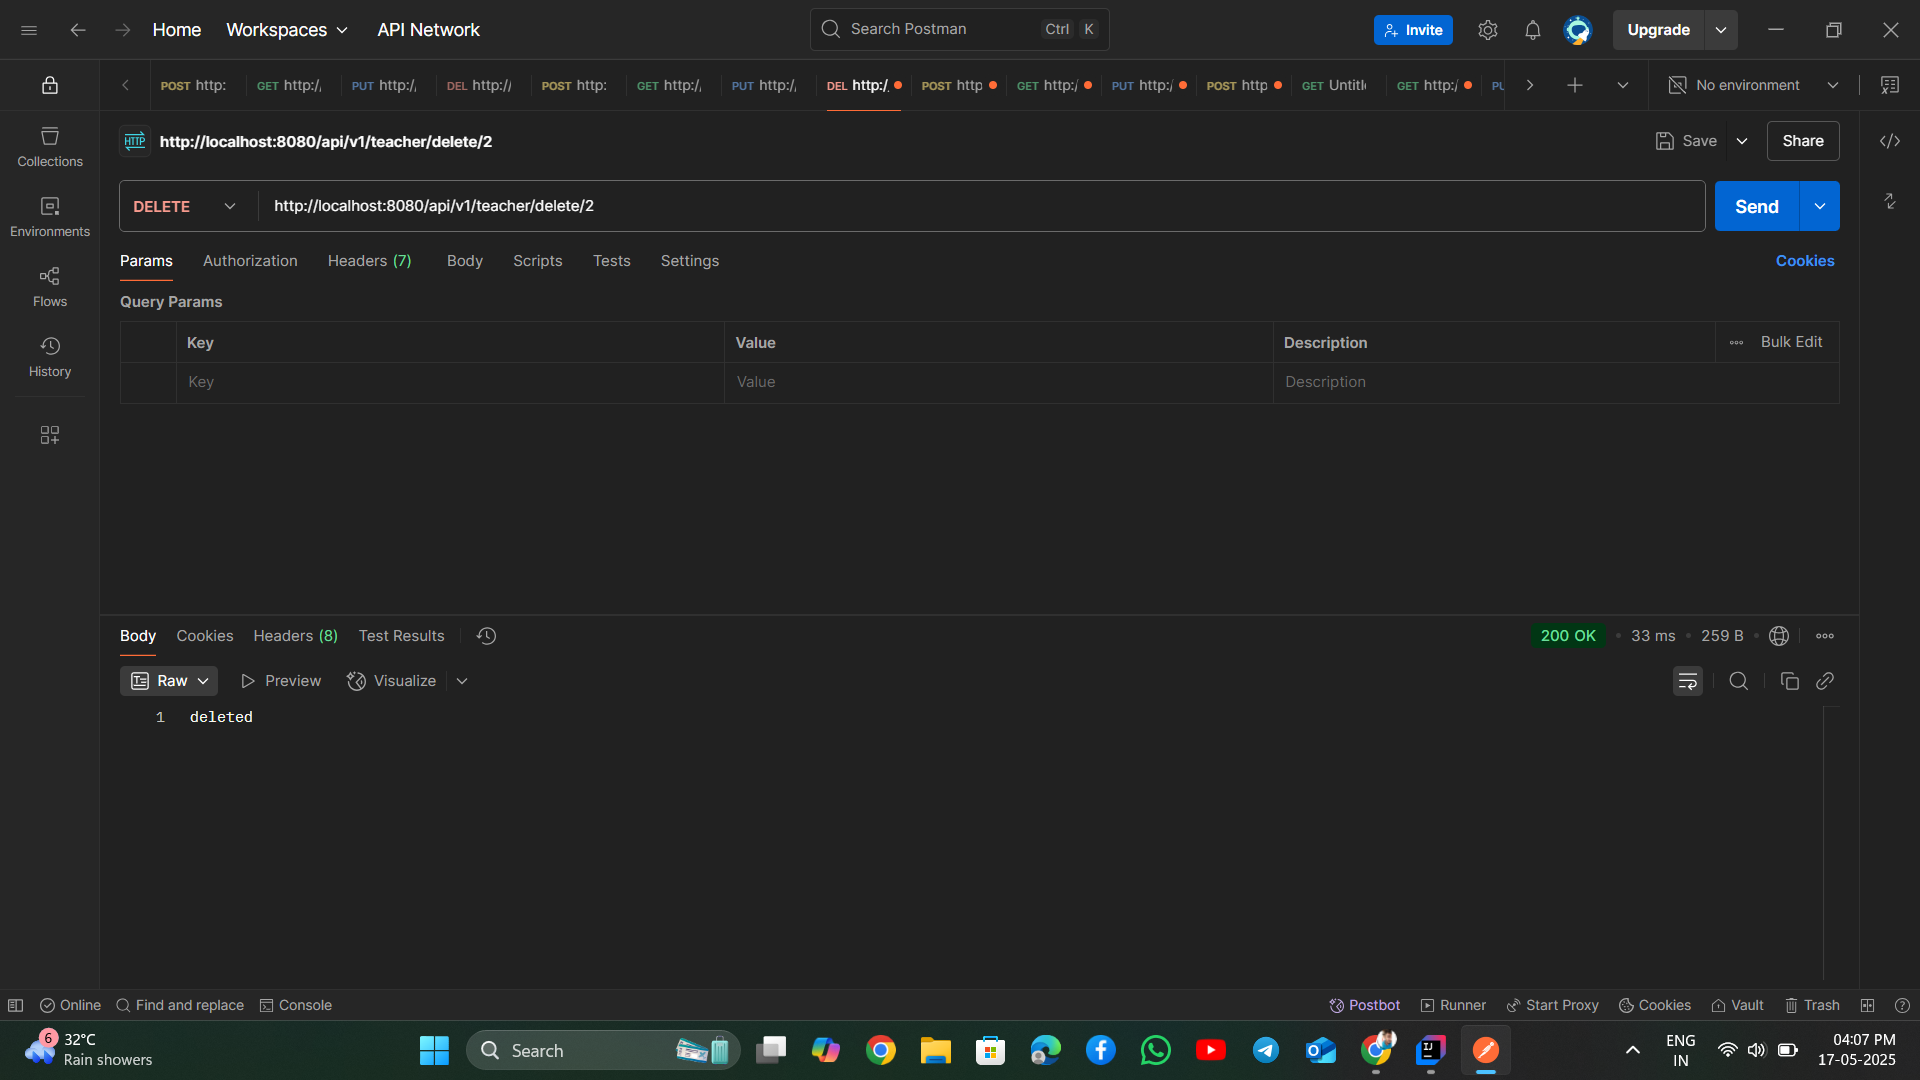 Home Workspaces API Network Search Postman Ctrl K Invite Upgrade
POST http: GET http:/, PUT http:/, DEL http:// POST http: GET http:/, PUT http:/, DEL http:/, POST http GET http:/ PUT http:/ POST http GET Untitl GET http:/ PU No environment
HTTP http://localhost:8080/api/v1/teacher/delete/2 Save Share
Collections
Environments
Flows
History
DELETE http://localhost:8080/api/v1/teacher/delete/2 Send
Params Authorization Headers (7) Body Scripts Tests Settings Cookies
Query Params
Key Value Description Bulk Edit
Key Value Description
Body Cookies Headers (8) Test Results 200 OK • 33 ms • 259 B
Raw Preview Visualize
1 deleted
Online Find and replace Console Postbot Runner Start Proxy Cookies Vault Trash
6 32°C
Rain showers
Search
ENG
IN
04:07 PM
17-05-2025